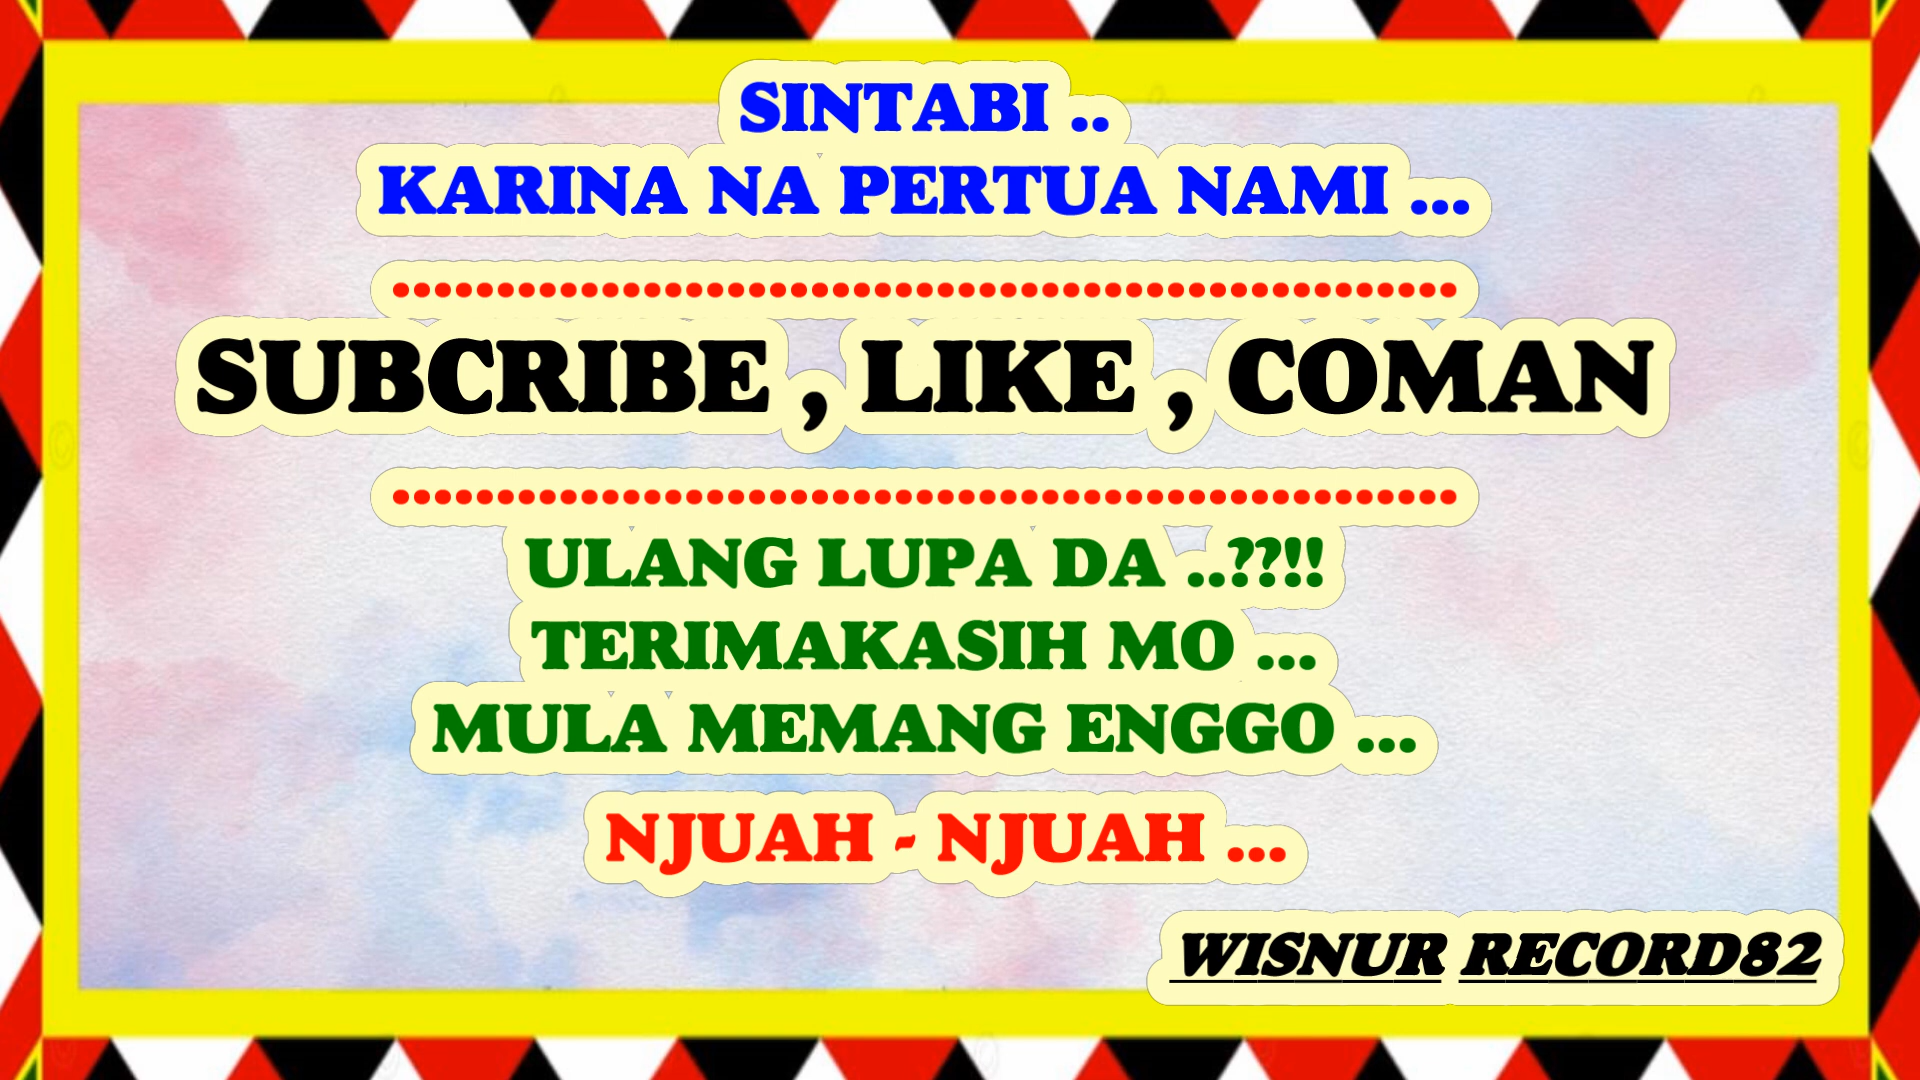 SINTABI ..
KARINA NA PERTUA NAMI ...
...................................................
SUBCRIBE , LIKE , COMAN
...................................................
ULANG LUPA DA ..??!!
TERIMAKASIH MO ...
MULA MEMANG ENGGO ...
NJUAH - NJUAH ...
WISNUR RECORD82